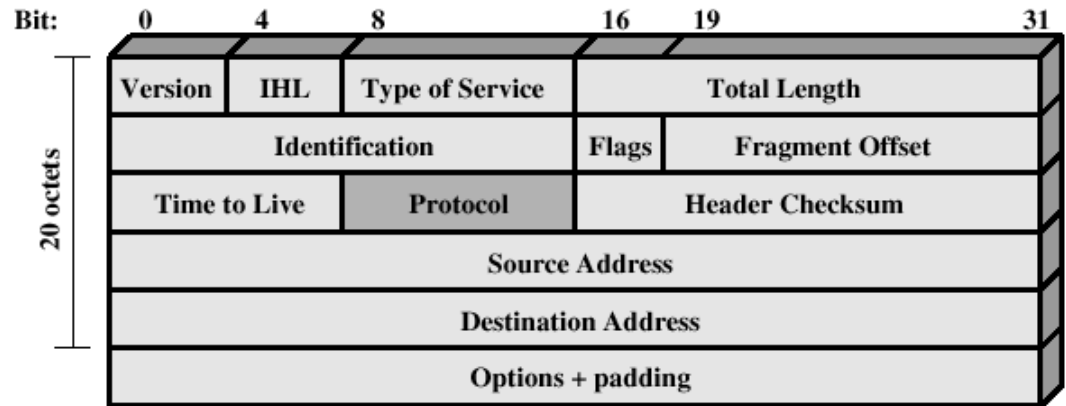 Bit: 0 4 8 16 19 31
Version IHL Type of Service Total Length
Identification Flags Fragment Offset
Time to Live Protocol Header Checksum
Source Address
Destination Address
Options + padding
20 octets